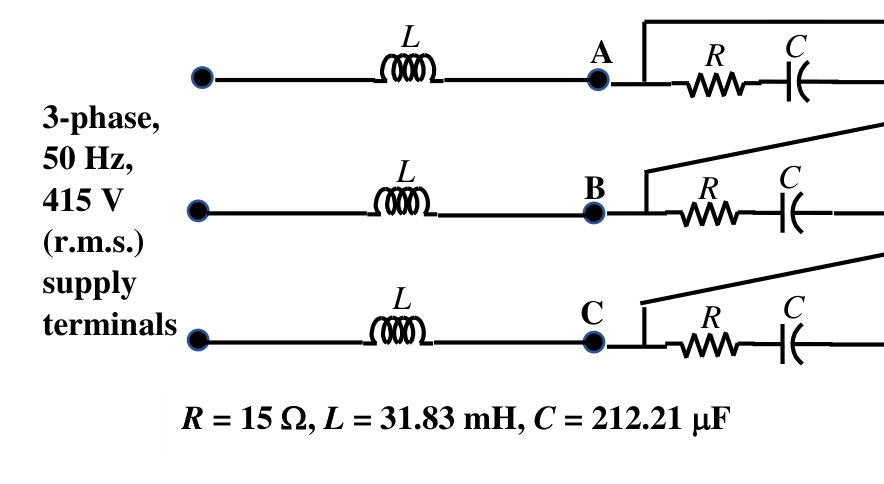 L
A
R
C
3-phase,
50 Hz,
415 V
(r.m.s.)
supply
terminals
L
B
R
C
L
C
R
C
R = 15 Ω, L = 31.83 mH, C = 212.21 μF